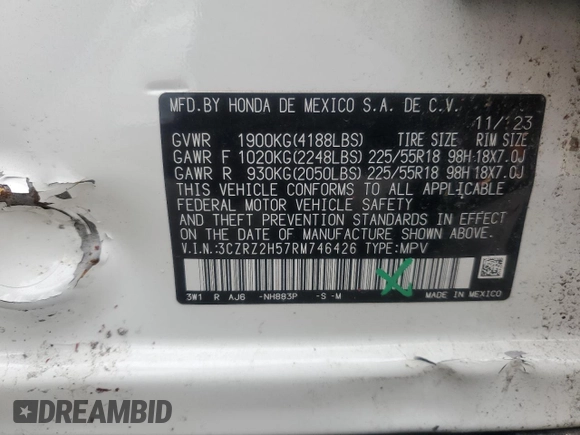 MFD.BY HONDA DE MEXICO S.A. DE C.V.
11/'23
GVWR 1900KG(4188LBS) TIRE SIZE RIM SIZE
GAWR F 1020KG(2248LBS) 225/55R18 98H 18X7.0J
GAWR R 930KG(2050LBS) 225/55R18 98H 18X7.0J
THIS VEHICLE CONFORMS TO ALL APPLICABLE
FEDERAL MOTOR VEHICLE SAFETY
AND THEFT PREVENTION STANDARDS IN EFFECT
ON THE DATE OF MANUFACTURE SHOWN ABOVE.
V.I.N.:3CZRZ2H57RM746426 TYPE:MPV
3W1 R AJ6 -NH883P -S -M MADE IN MEXICO
DREAMBID